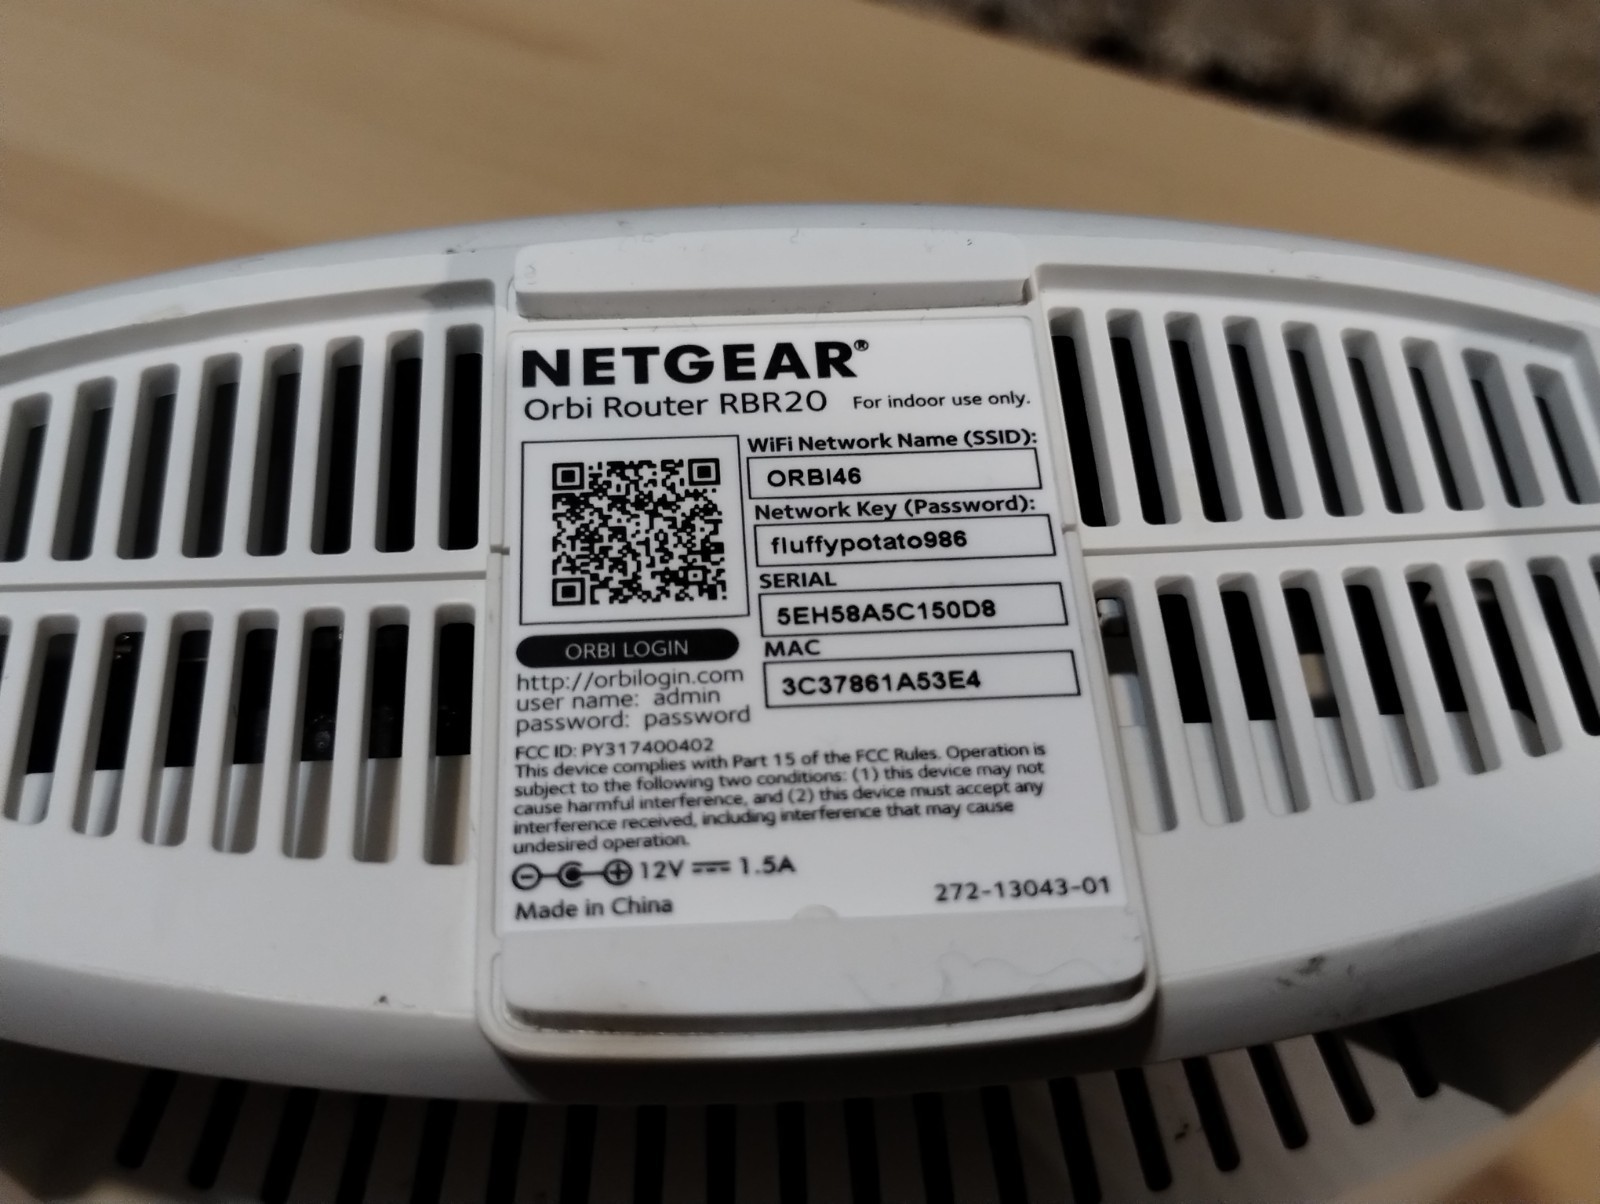 NETGEAR®
Orbi Router RBR20 For indoor use only.
WiFi Network Name (SSID):
ORBI46
Network Key (Password):
fluffypotato986
SERIAL
5EH58A5C150D8
MAC
3C37861A53E4
ORBI LOGIN
http://orbilogin.com
user name: admin
password: password
FCC ID: PY317400402
This device complies with Part 15 of the FCC Rules. Operation is
subject to the following two conditions: (1) this device may not
cause harmful interference, and (2) this device must accept any
interference received, including interference that may cause
undesired operation.
12V 1.5A
Made in China
272-13043-01